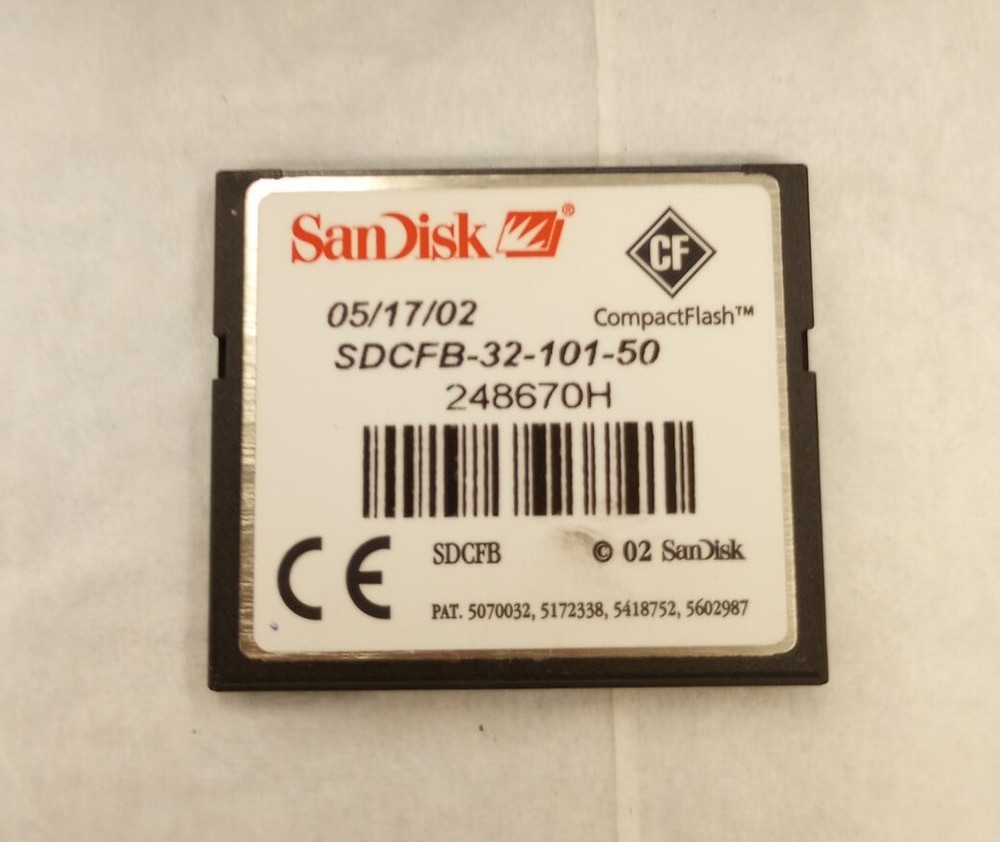 SanDisk®
CF
CompactFlash™
05/17/02
SDCFB-32-101-50
248670H
CE
SDCFB
© 02 SanDisk
PAT. 5070032, 5172338, 5418752, 5602987